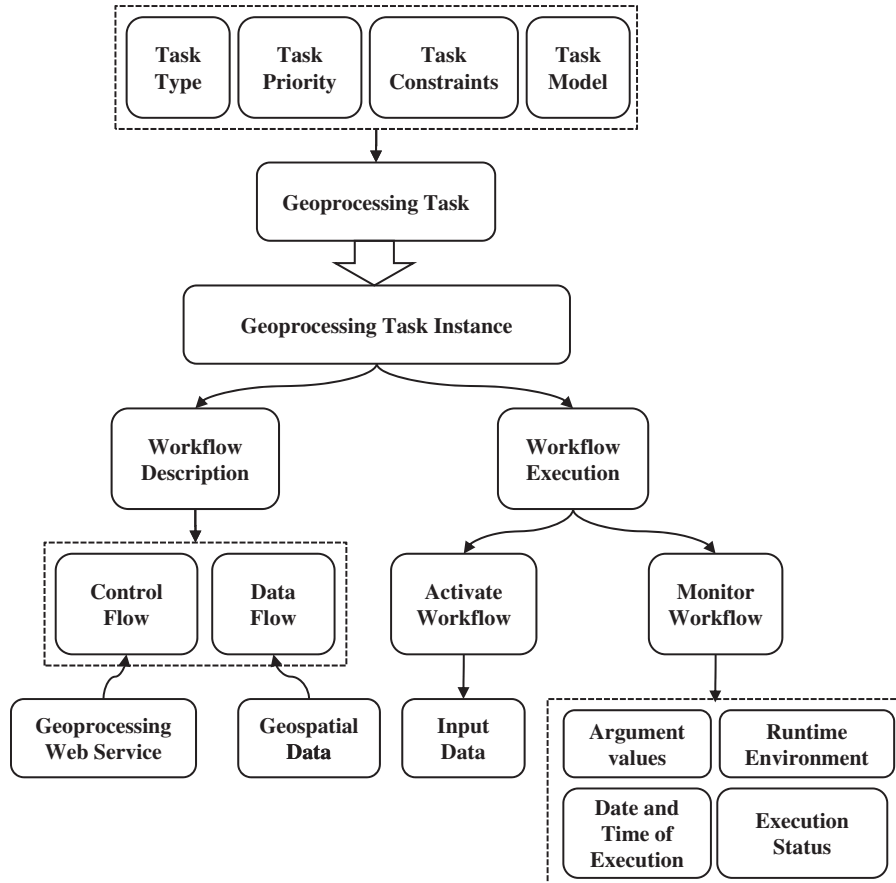 Task
Type
Task
Priority
Task
Constraints
Task
Model
Geoprocessing Task
Geoprocessing Task Instance
Workflow
Description
Workflow
Execution
Control
Flow
Data
Flow
Activate
Workflow
Monitor
Workflow
Geoprocessing
Web Service
Geospatial
Data
Input
Data
Argument
values
Runtime
Environment
Date and
Time of
Execution
Execution
Status